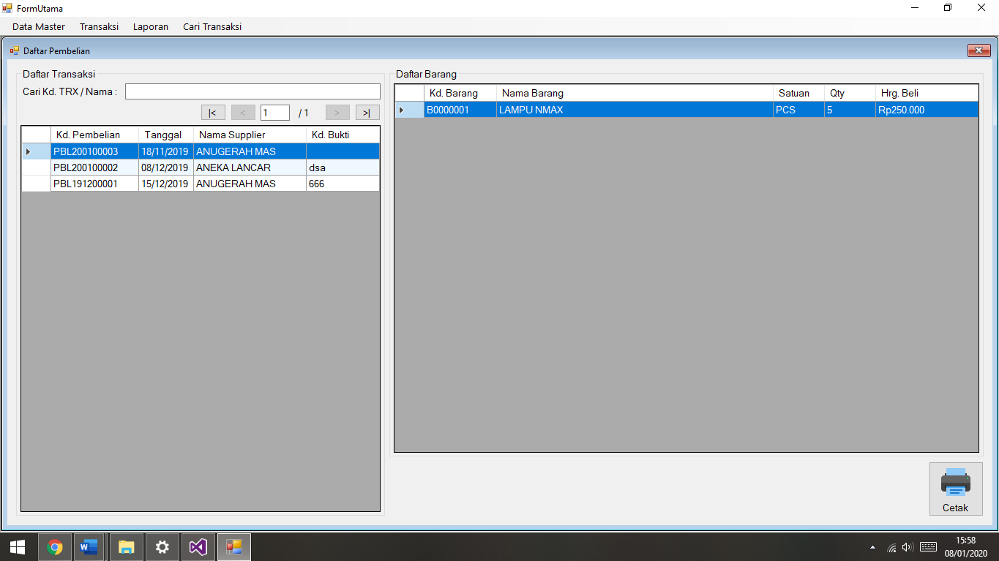 FormUtama
Data Master Transaksi Laporan Cari Transaksi
Daftar Pembelian
Daftar Transaksi
Cari Kd. TRX / Nama :
|< < 1 / 1 > >|
Kd. Pembelian Tanggal Nama Supplier Kd. Bukti
PBL200100003 18/11/2019 ANUGERAH MAS
PBL200100002 08/12/2019 ANEKA LANCAR dsa
PBL191200001 15/12/2019 ANUGERAH MAS 666
Daftar Barang
Kd. Barang Nama Barang Satuan Qty Hrg. Beli
B0000001 LAMPU NMAX PCS 5 Rp250.000
Cetak
15:58
08/01/2020